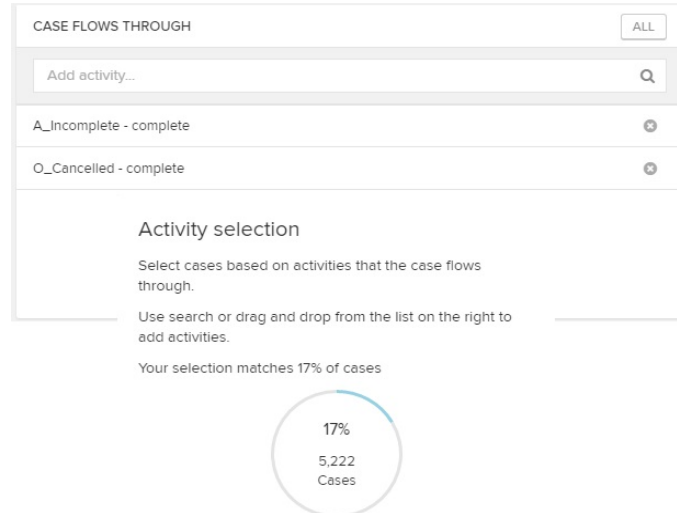 CASE FLOWS THROUGH
ALL
Add activity...
A_Incomplete - complete
O_Cancelled - complete
Activity selection
Select cases based on activities that the case flows
through.
Use search or drag and drop from the list on the right to
add activities.
Your selection matches 17% of cases
17%
5,222
Cases